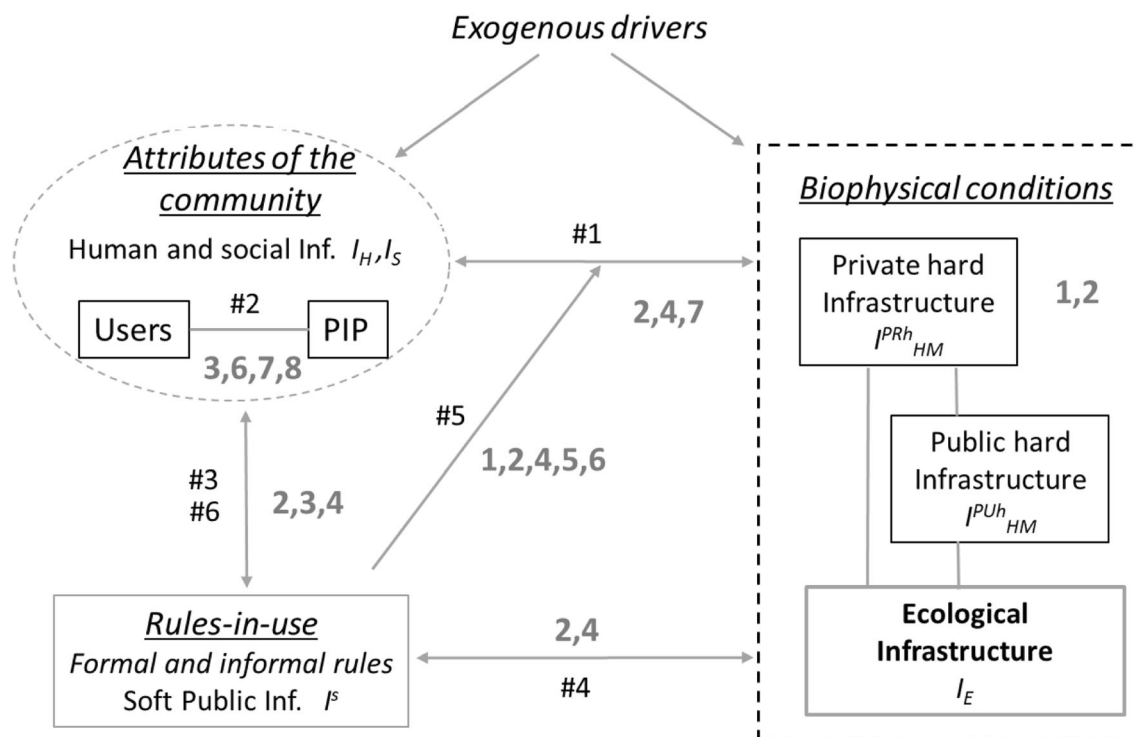 Exogenous drivers
Attributes of the
community
Human and social Inf. I_H,I_S
#2
Users
PIP
3,6,7,8
#1
2,4,7
Biophysical conditions
Private hard
Infrastructure
I^PRh_HM
1,2
Public hard
Infrastructure
I^PUh_HM
Ecological
Infrastructure
I_E
#5
1,2,4,5,6
#3
#6
2,3,4
Rules-in-use
Formal and informal rules
Soft Public Inf. I^s
2,4
#4